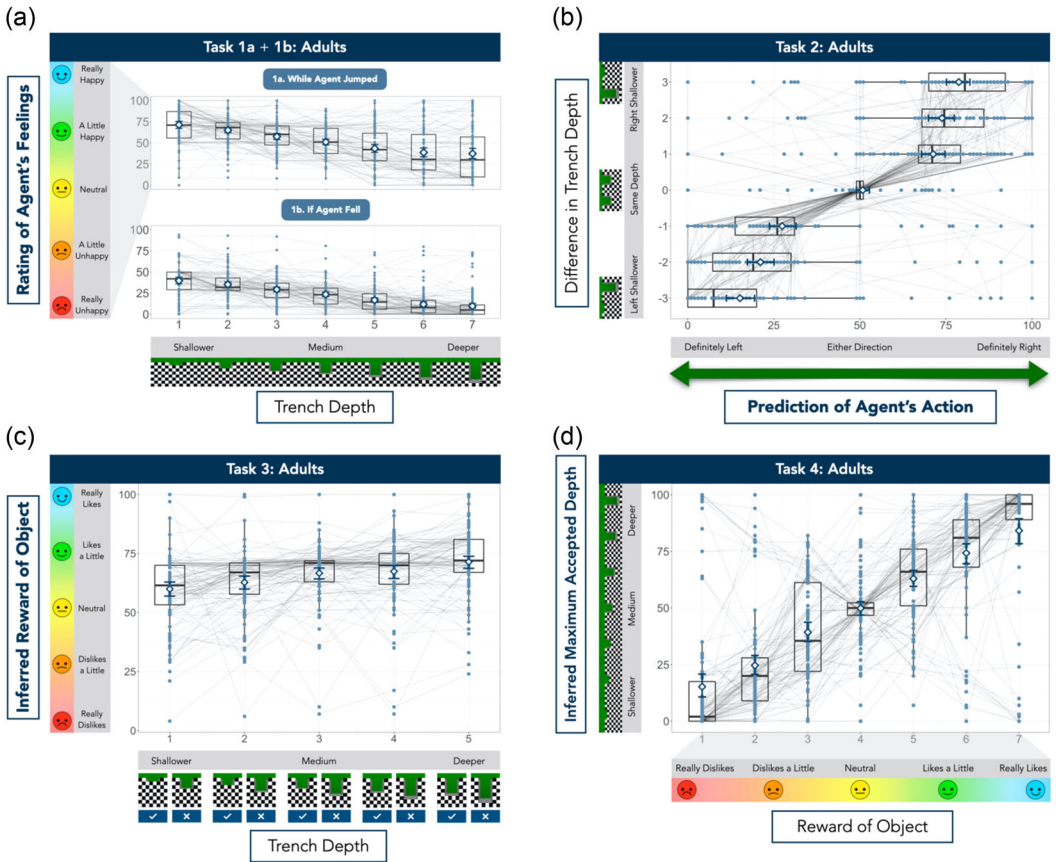 (a)
Task 1a + 1b: Adults
Rating of Agent's Feelings
Really
Happy
A Little
Happy
Neutral
A Little
Unhappy
Really
Unhappy
1a. While Agent Jumped
100
75
50
25
0
1b. If Agent Fell
100
75
50
25
0
1 2 3 4 5 6 7
Shallower Medium Deeper
Trench Depth
(b)
Task 2: Adults
Difference in Trench Depth
Right Shallower
Same Depth
Left Shallower
3
2
1
0
-1
-2
-3
0 25 50 75 100
Definitely Left Either Direction Definitely Right
Prediction of Agent's Action
(c)
Task 3: Adults
Inferred Reward of Object
Really
Likes
Likes
a Little
Neutral
Dislikes
a Little
Really
Dislikes
100
75
50
25
0
1 2 3 4 5
Shallower Medium Deeper
Trench Depth
(d)
Task 4: Adults
Inferred Maximum Accepted Depth
Deeper
Medium
Shallower
100
75
50
25
0
1 2 3 4 5 6 7
Really Dislikes Dislikes a Little Neutral Likes a Little Really Likes
Reward of Object